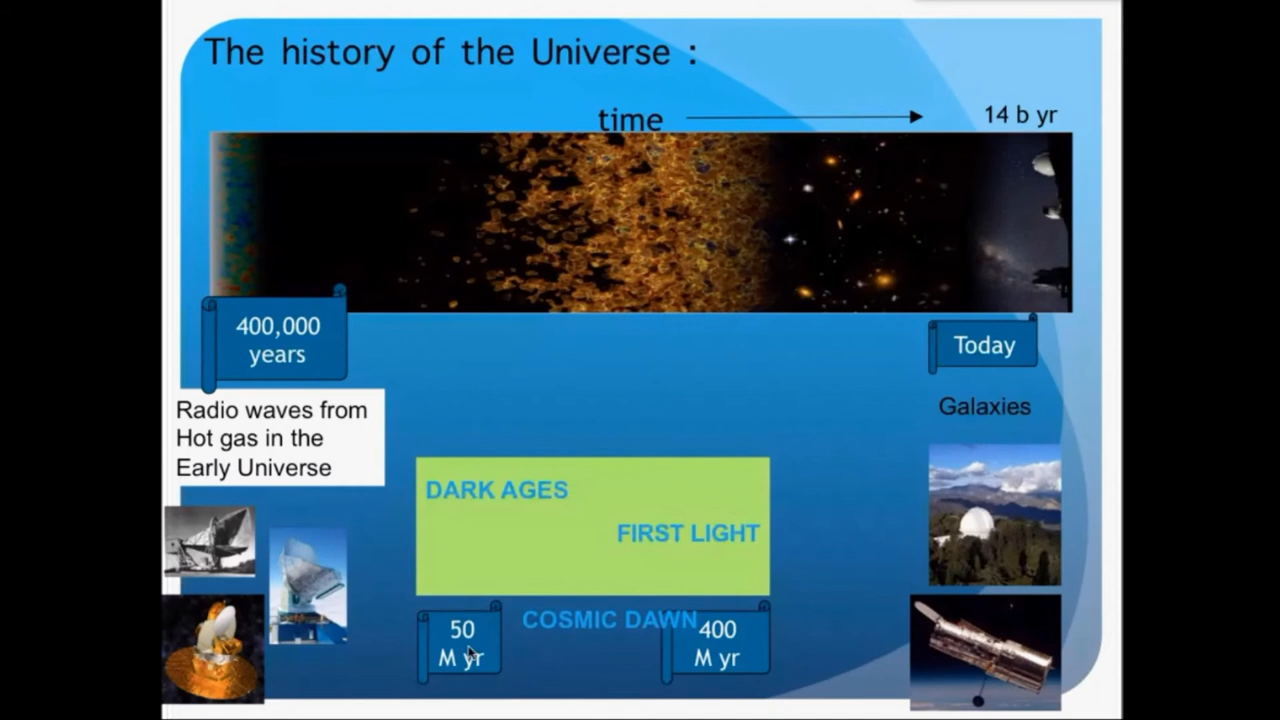 The history of the Universe :
time
14 b yr
400,000
years
Today
Radio waves from
Hot gas in the
Early Universe
Galaxies
DARK AGES
FIRST LIGHT
COSMIC DAWN
50
M yr
400
M yr